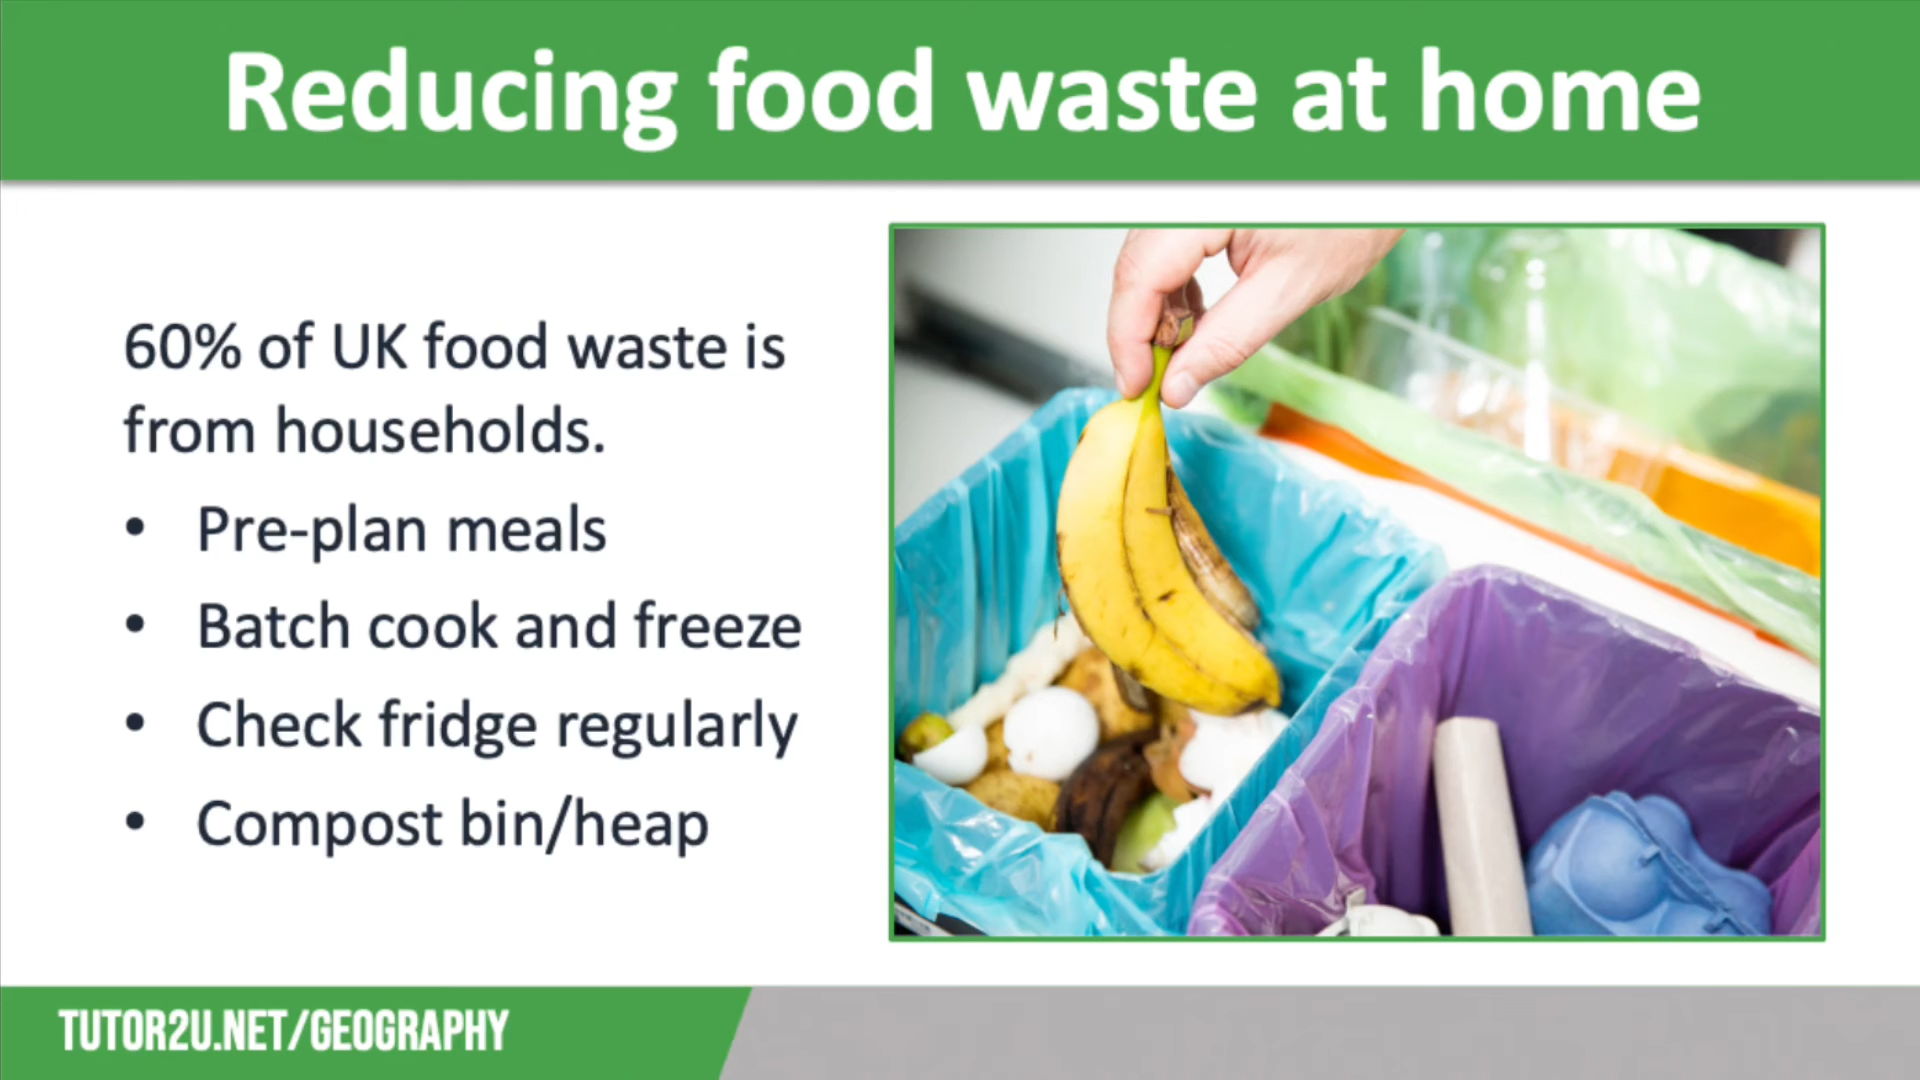 Reducing food waste at home
60% of UK food waste is
from households.
• Pre-plan meals
• Batch cook and freeze
• Check fridge regularly
• Compost bin/heap
TUTOR2U.NET/GEOGRAPHY